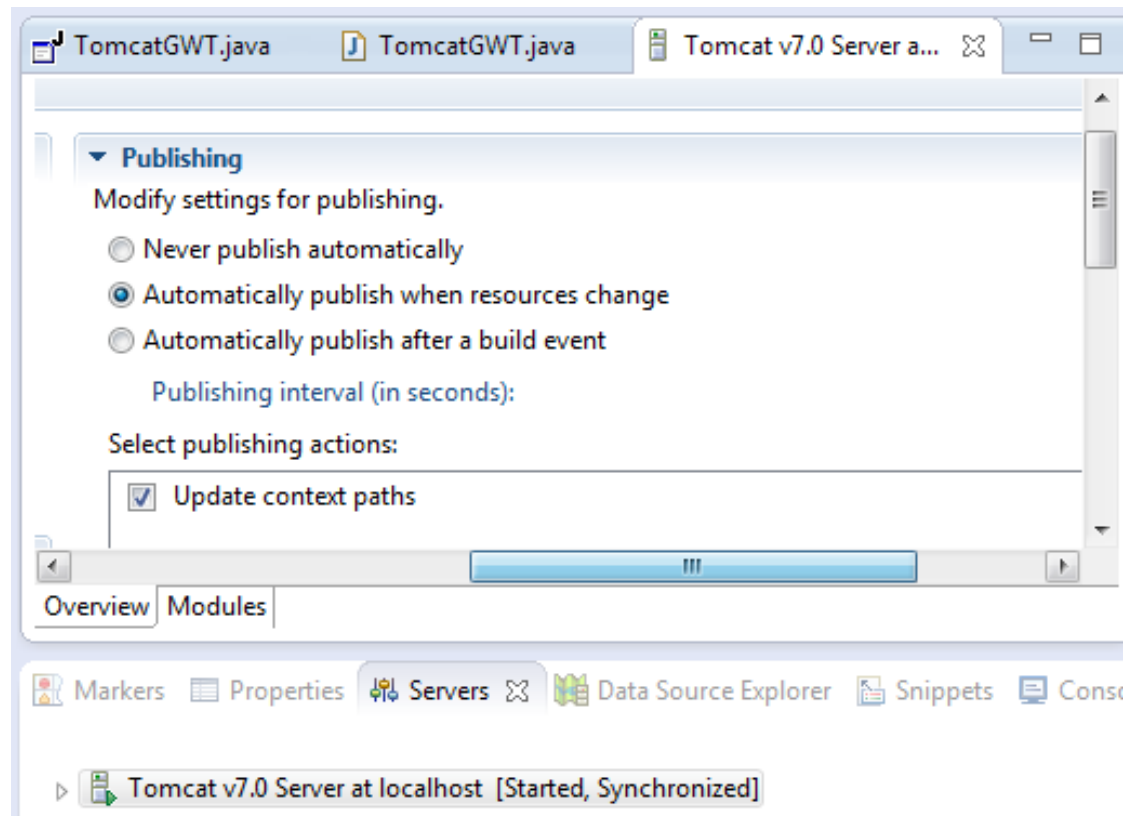 TomcatGWT.java TomcatGWT.java Tomcat v7.0 Server a...
Publishing
Modify settings for publishing.
Never publish automatically
Automatically publish when resources change
Automatically publish after a build event
Publishing interval (in seconds):
Select publishing actions:
Update context paths
Overview Modules
Markers Properties Servers Data Source Explorer Snippets Conso
Tomcat v7.0 Server at localhost [Started, Synchronized]